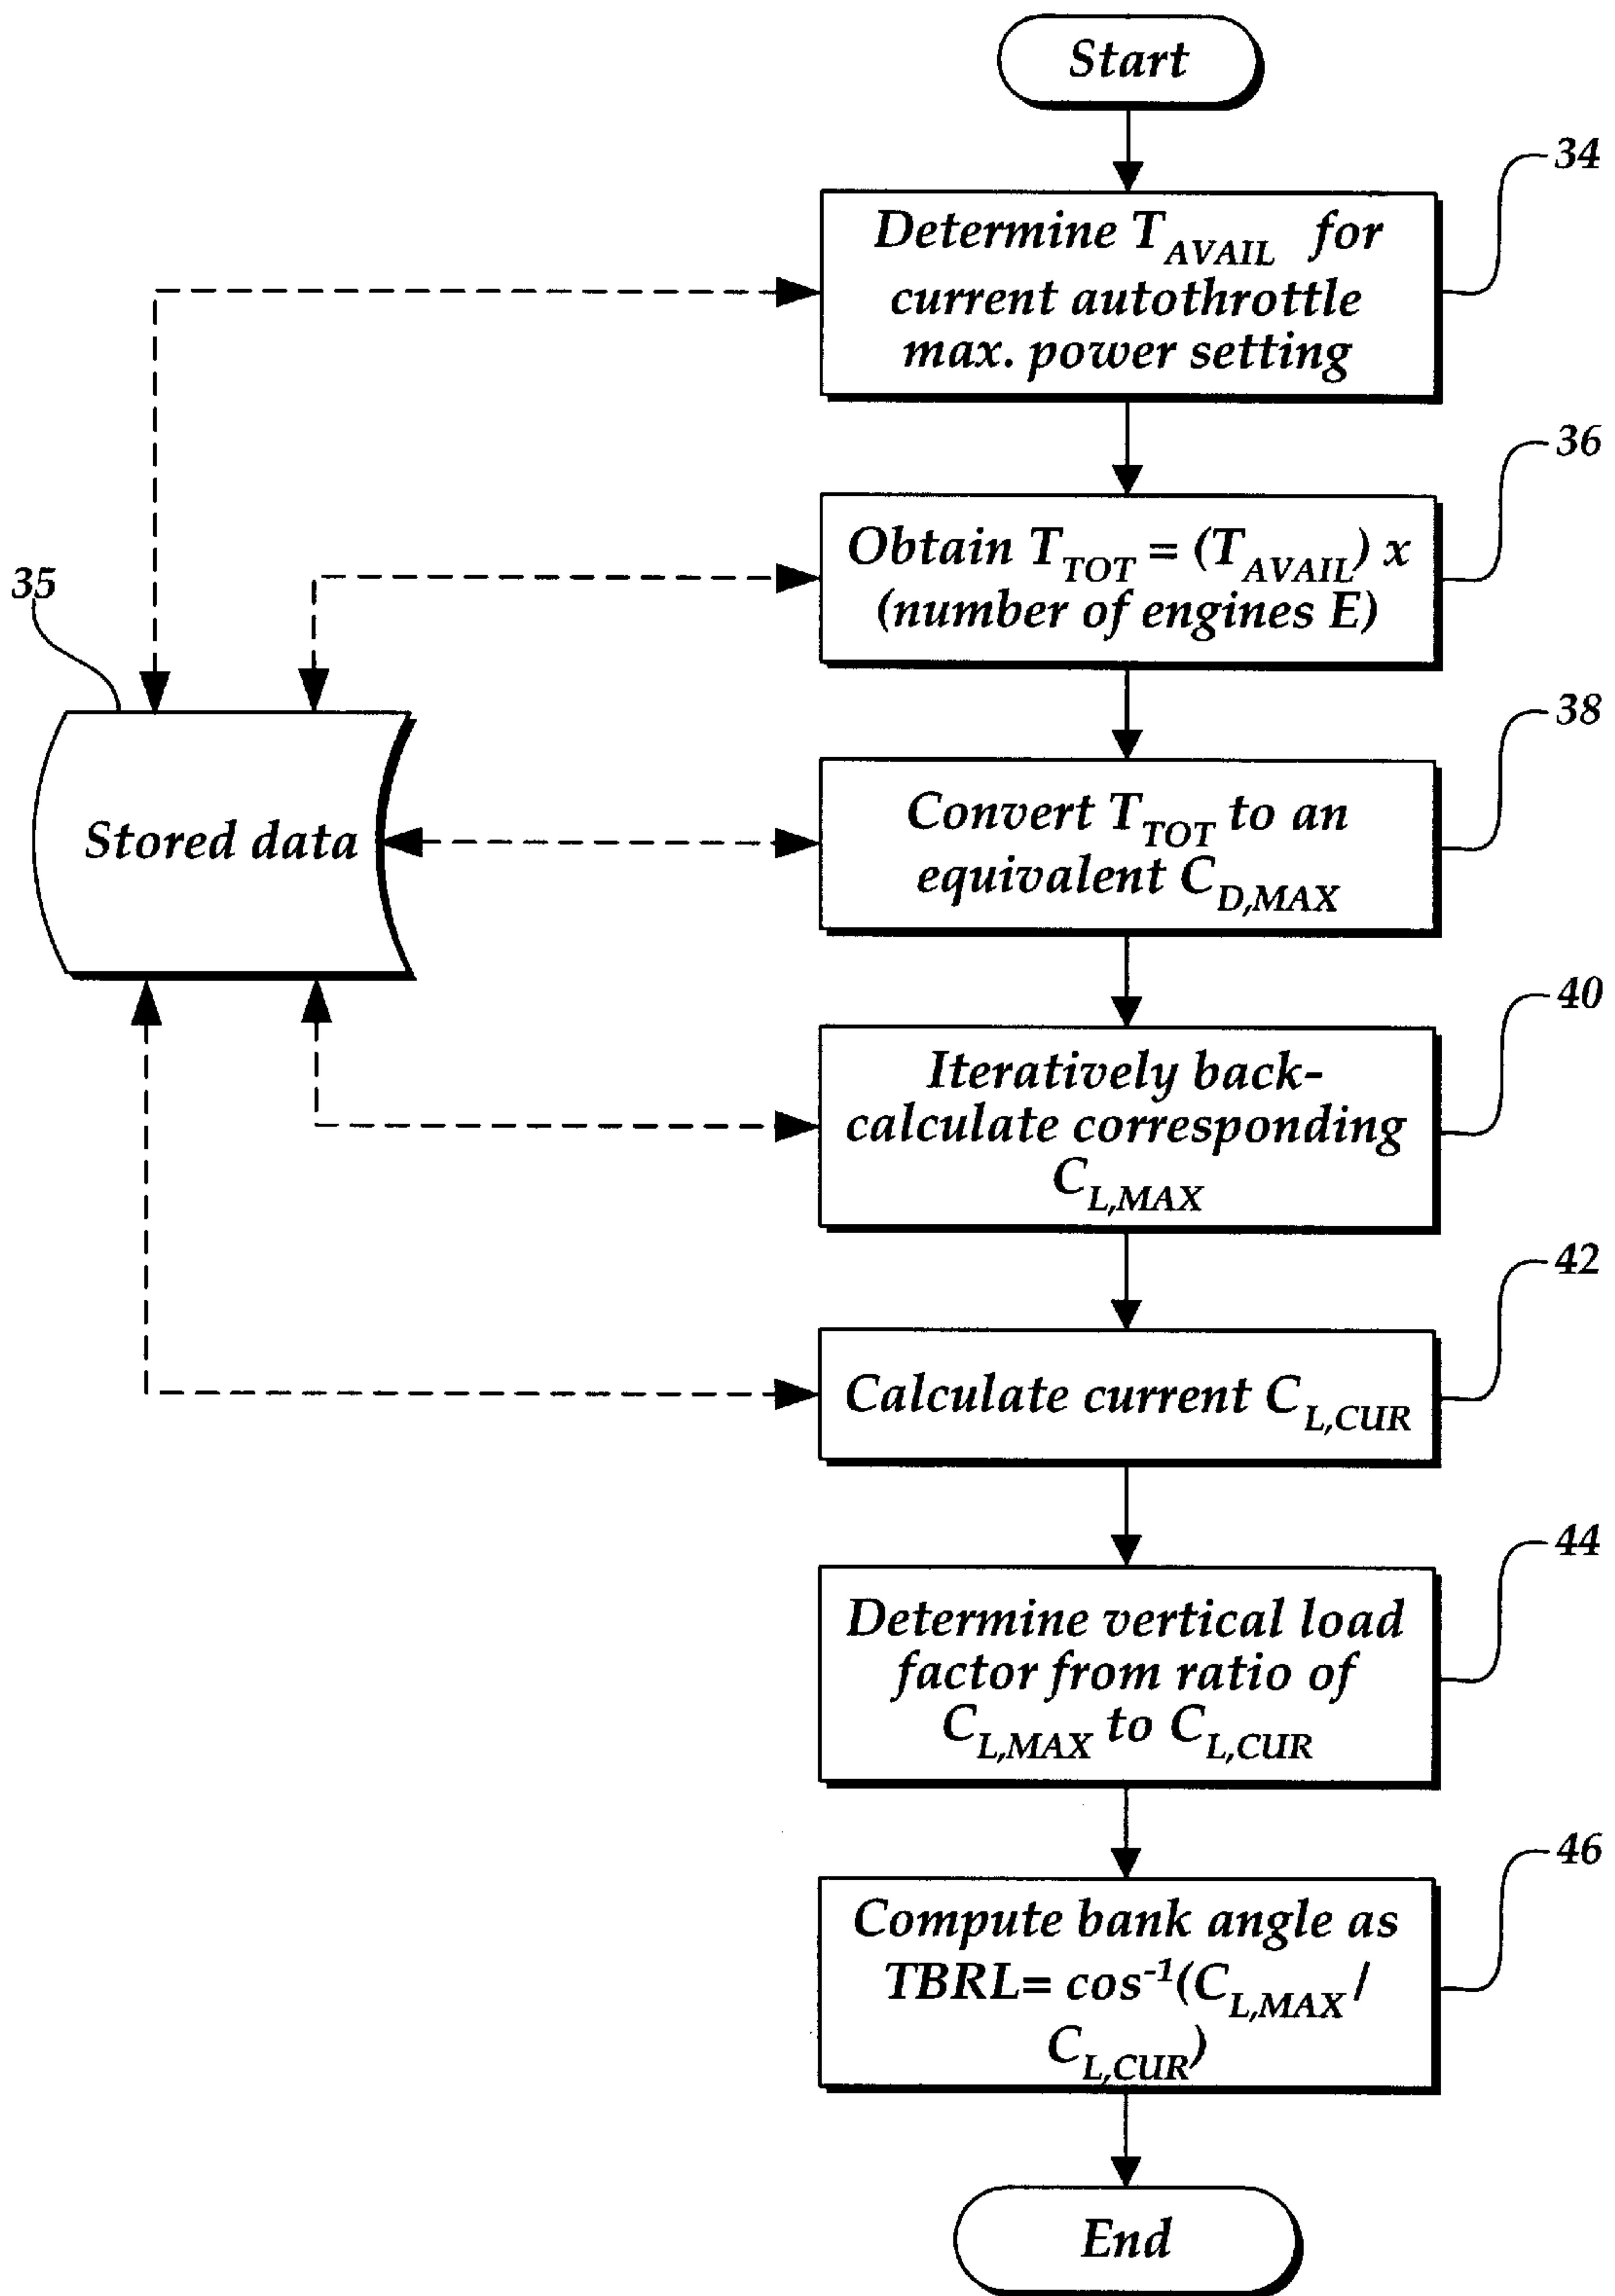 Start
34
Determine T_AVAIL for
current autothrottle
max. power setting
36
Obtain T_TOT = (T_AVAIL) x
(number of engines E)
35
38
Stored data
Convert T_TOT to an
equivalent C_D,MAX
40
Iteratively back-
calculate corresponding
C_L,MAX
42
Calculate current C_L,CUR
44
Determine vertical load
factor from ratio of
C_L,MAX to C_L,CUR
46
Compute bank angle as
TBRL= cos⁻¹(C_L,MAX /
C_L,CUR)
End